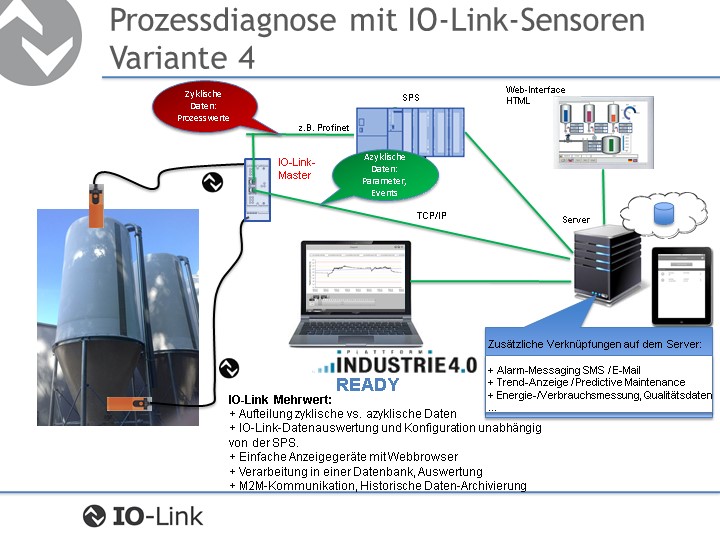 Prozessdiagnose mit IO-Link-Sensoren
Variante 4
Zyklische
Daten:
Prozesswerte
z.B. Profinet
SPS
Web-Interface
HTML
IO-Link-
Master
Azyklische
Daten:
Parameter,
Events
TCP/IP
Server
PLATTFORM
INDUSTRIE4.0
READY
Zusätzliche Verknüpfungen auf dem Server:
+ Alarm-Messaging SMS / E-Mail
+ Trend-Anzeige / Predictive Maintenance
+ Energie-/Verbrauchsmessung, Qualitätsdaten
...
IO-Link Mehrwert:
+ Aufteilung zyklische vs. azyklische Daten
+ IO-Link-Datenauswertung und Konfiguration unabhängig
von der SPS.
+ Einfache Anzeigegeräte mit Webbrowser
+ Verarbeitung in einer Datenbank, Auswertung
+ M2M-Kommunikation, Historische Daten-Archivierung
IO-Link